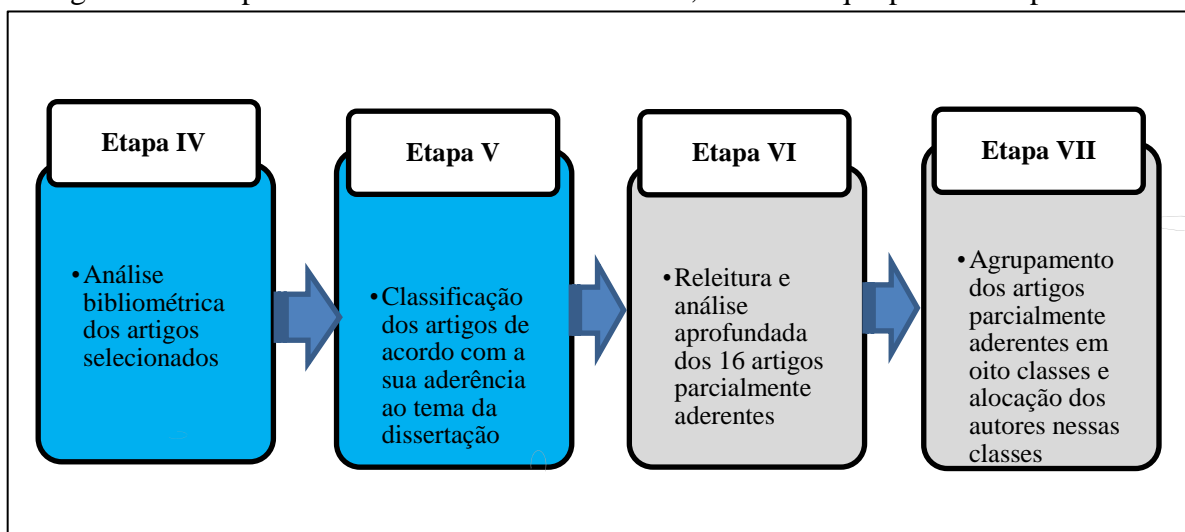 Etapa IV
•Análise
bibliométrica
dos artigos
selecionados
Etapa V
•Classificação
dos artigos de
acordo com a
sua aderência
ao tema da
dissertação
Etapa VI
•Releitura e
análise
aprofundada
dos 16 artigos
parcialmente
aderentes
Etapa VII
•Agrupamento
dos artigos
parcialmente
aderentes em
oito classes e
alocação dos
autores nessas
classes